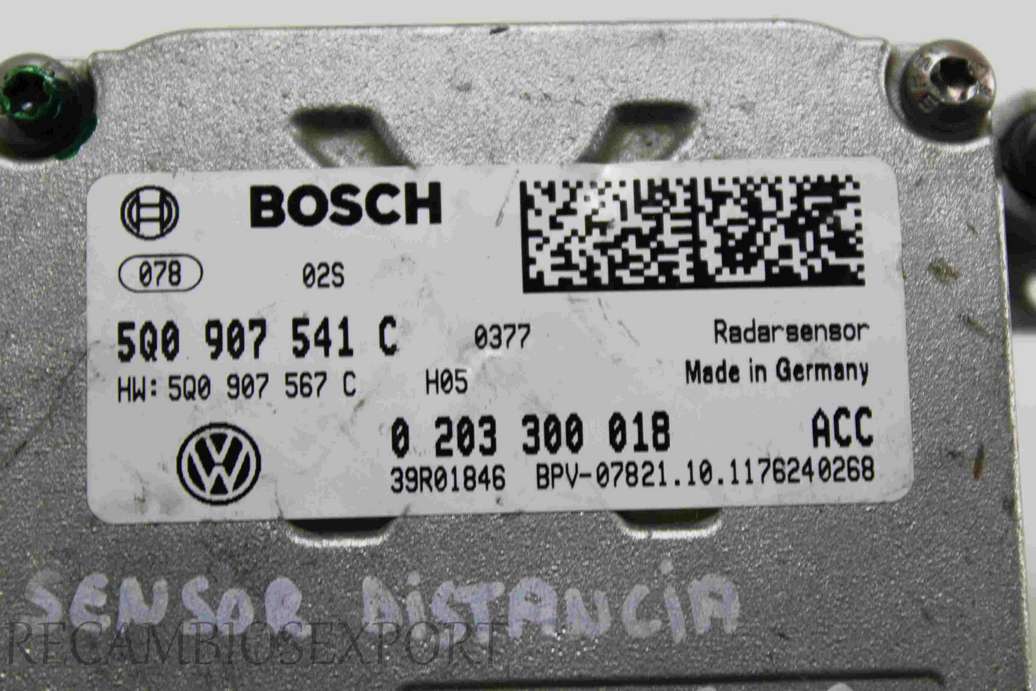 BOSCH
078 02S
5Q0 907 541 C 0377 Radarsensor
HW: 5Q0 907 567 C H05 Made in Germany
0 203 300 018 ACC
39R01846 BPV-07821.10.1176240268
SENSOR DISTANCIA
RECAMBIOSEXPORT